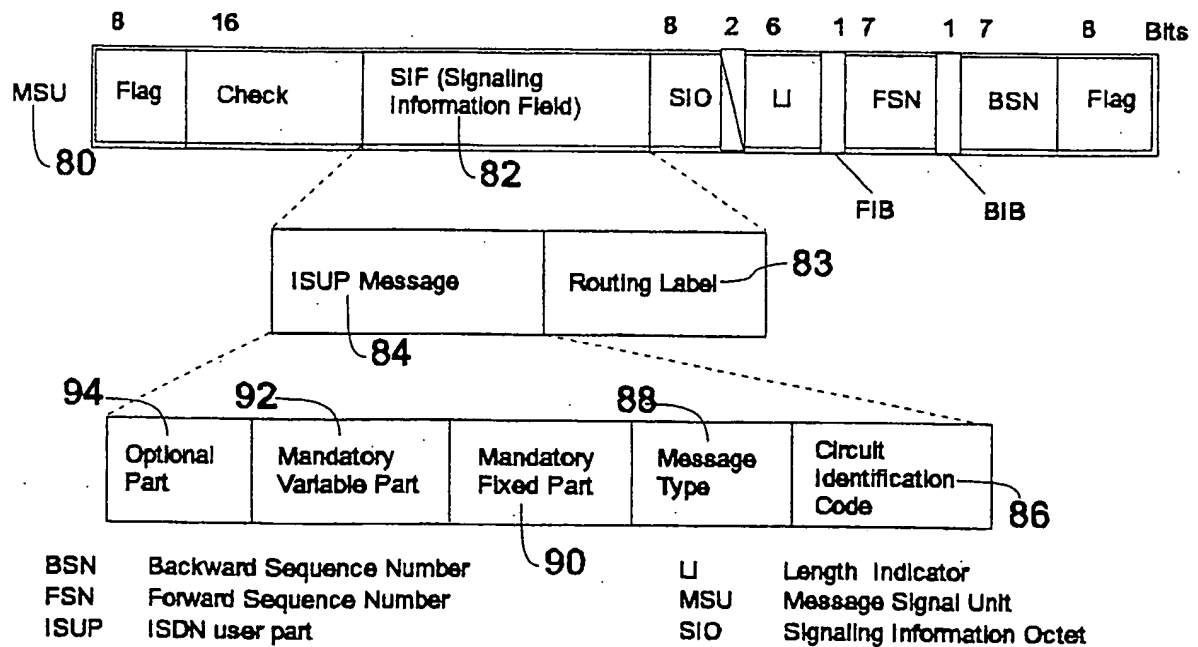 8 16 8 2 6 1 7 1 7 8 Bits
MSU Flag Check SIF (Signaling Information Field) SIO LI FSN BSN Flag
80 82 FIB BIB
ISUP Message Routing Label 83
84
94 92 88
Optional Part Mandatory Variable Part Mandatory Fixed Part Message Type Circuit Identification Code 86
90
BSN Backward Sequence Number
FSN Forward Sequence Number
ISUP ISDN user part
LI Length Indicator
MSU Message Signal Unit
SIO Signaling Information Octet